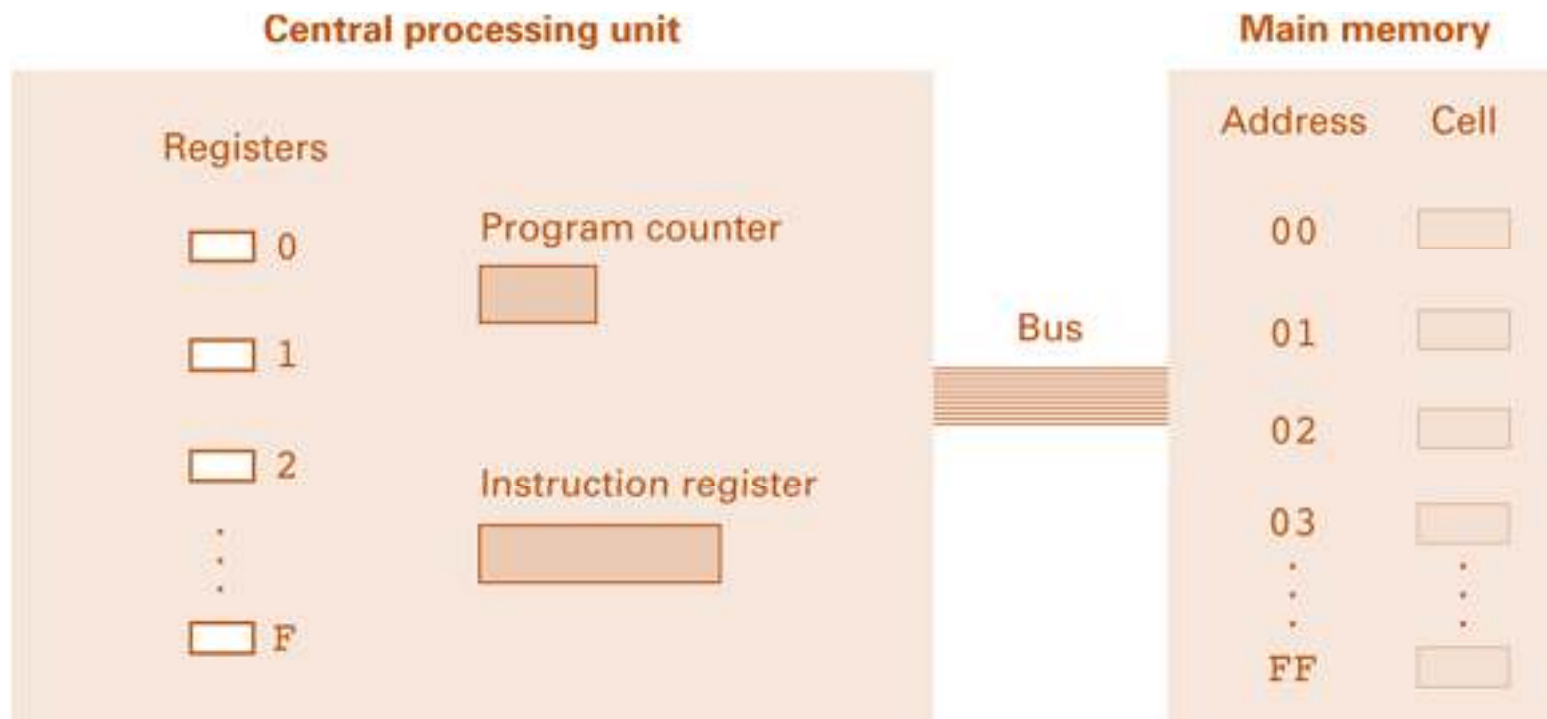 Central processing unit
Registers
0
1
2
F
Program counter
Instruction register
Bus
Main memory
Address Cell
00
01
02
03
FF